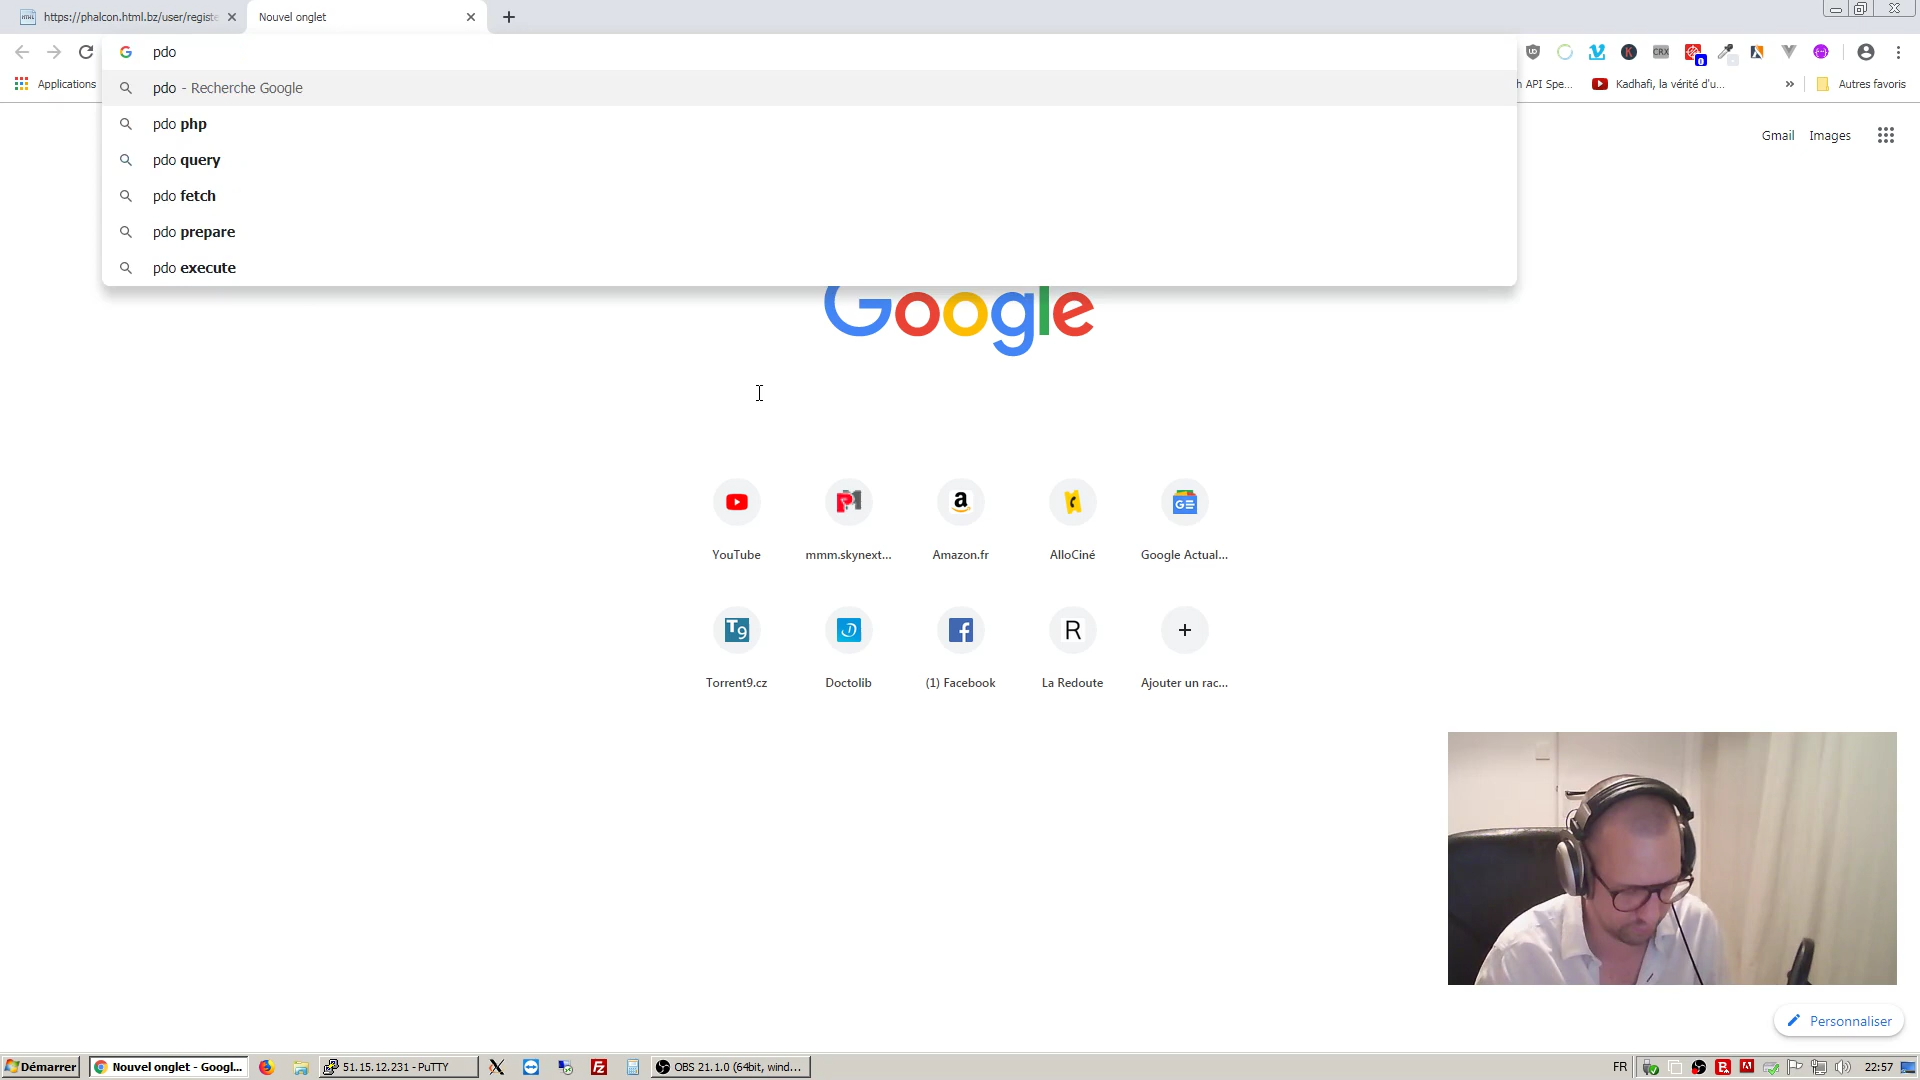 https://phalcon.html.bz/user/registe
Nouvel onglet
pdo
Applications
h API Spe...
Kadhafi, la vérité d'u...
»
Autres favoris
pdo - Recherche Google
pdo php
pdo query
pdo fetch
pdo prepare
pdo execute
Gmail
Images
Google
YouTube
mmm.skynext...
Amazon.fr
AlloCiné
Google Actual...
Torrent9.cz
Doctolib
(1) Facebook
La Redoute
Ajouter un rac...
Personnaliser
Démarrer
Nouvel onglet - Googl...
51.15.12.231 - PuTTY
OBS 21.1.0 (64bit, wind...
FR
22:57